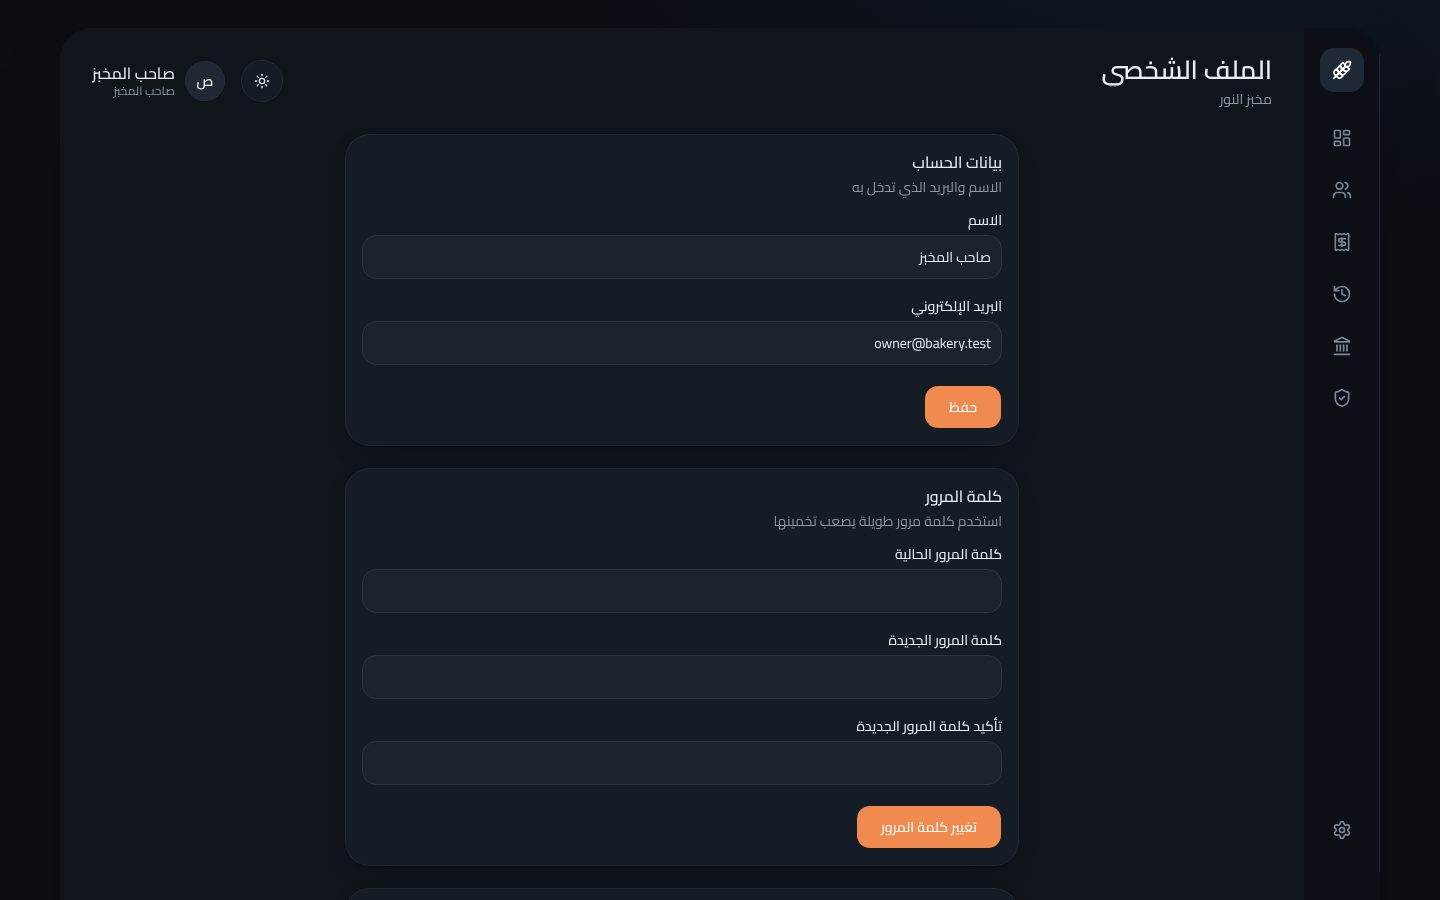 الملف الشخصي
مخبز النور
ص
صاحب المخبز
صاحب المخبز
بيانات الحساب
الاسم والبريد الذي تدخل به
الاسم
صاحب المخبز
البريد الإلكتروني
owner@bakery.test
حفظ
كلمة المرور
استخدم كلمة مرور طويلة يصعب تخمينها
كلمة المرور الحالية
كلمة المرور الجديدة
تأكيد كلمة المرور الجديدة
تغيير كلمة المرور